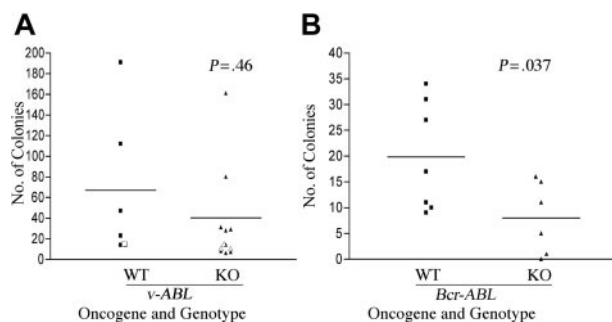 A
No. of Colonies
200
180
160
140
120
100
80
60
40
20
0
P=.46
WT KO
v-ABL
Oncogene and Genotype
B
No. of Colonies
40
35
30
25
20
15
10
5
0
P=.037
WT KO
Bcr-ABL
Oncogene and Genotype